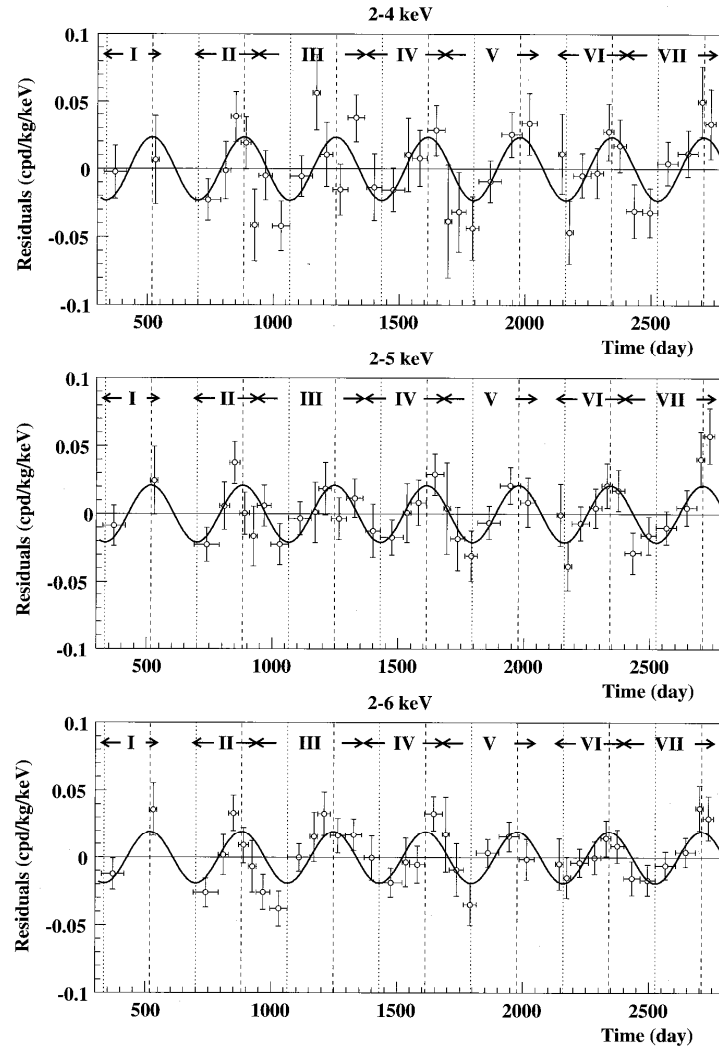 2-4 keV
Residuals (cpd/kg/keV)
0.1
0.05
0
-0.05
-0.1
I II III IV V VI VII
500 1000 1500 2000 2500
Time (day)
2-5 keV
Residuals (cpd/kg/keV)
0.1
0.05
0
-0.05
-0.1
I II III IV V VI VII
500 1000 1500 2000 2500
Time (day)
2-6 keV
Residuals (cpd/kg/keV)
0.1
0.05
0
-0.05
-0.1
I II III IV V VI VII
500 1000 1500 2000 2500
Time (day)